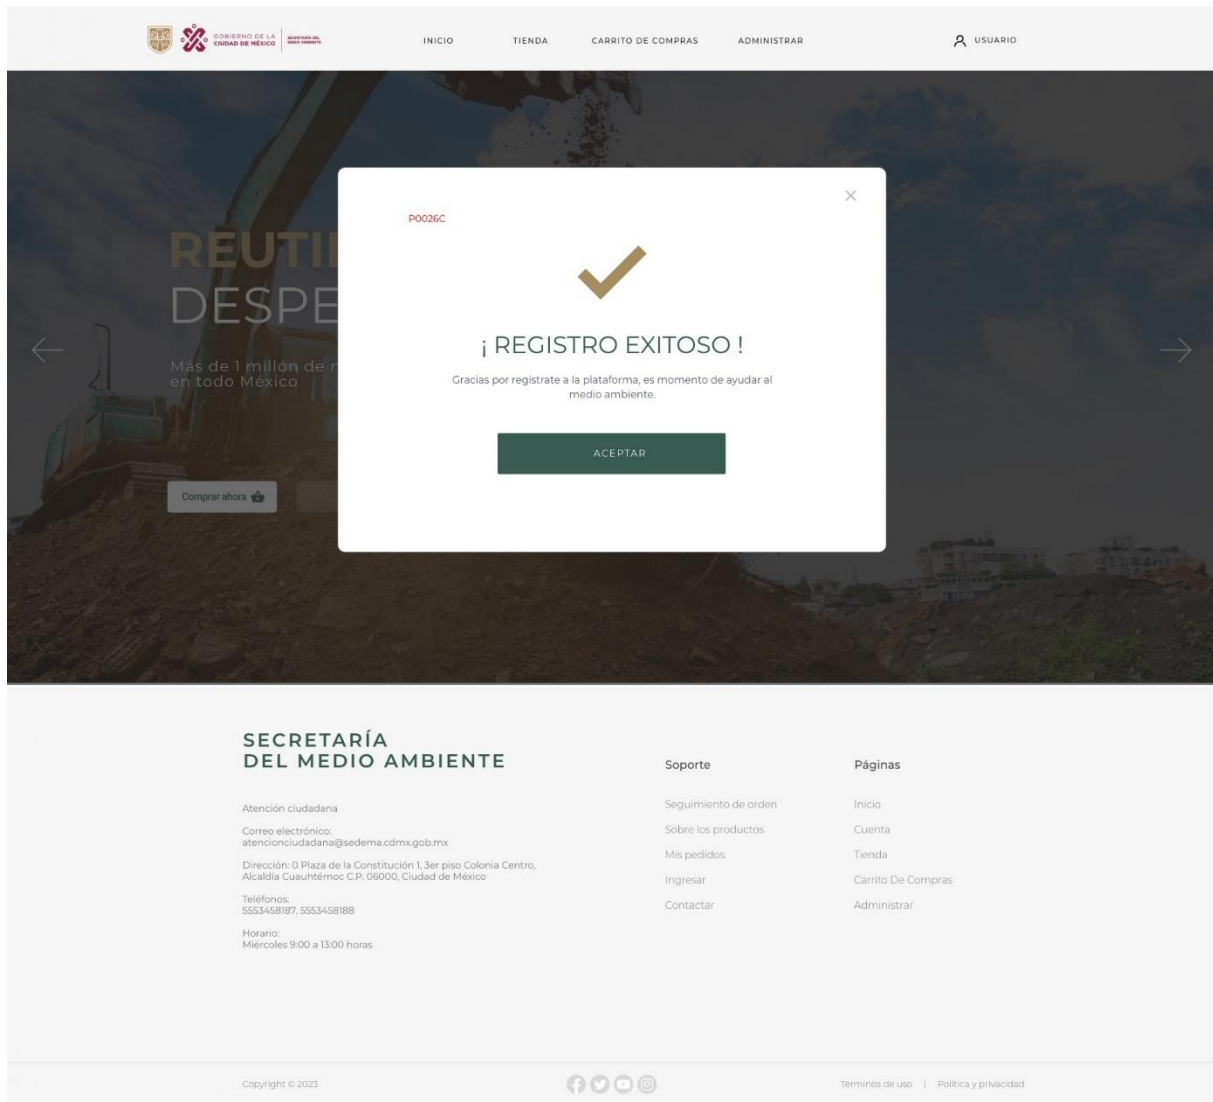 GOBIERNO DE LA
CIUDAD DE MÉXICO
SECRETARÍA DEL
MEDIO AMBIENTE
INICIO
TIENDA
CARRITO DE COMPRAS
ADMINISTRAR
USUARIO
P0026C
REUTI
DESPE
Más de 1 millón de
en todo México
¡ REGISTRO EXITOSO !
Gracias por regístrate a la plataforma, es momento de ayudar al
medio ambiente.
ACEPTAR
Comprar ahora
SECRETARÍA
DEL MEDIO AMBIENTE
Atención ciudadana
Correo electrónico:
atencionciudadana@sedema.cdmx.gob.mx
Dirección: 0 Plaza de la Constitución 1, 3er piso Colonia Centro,
Alcaldía Cuauhtémoc C.P. 06000, Ciudad de México
Teléfonos:
5553458187, 5553458188
Horario:
Miércoles 9:00 a 13:00 horas
Soporte
Seguimiento de orden
Sobre los productos
Mis pedidos
Ingresar
Contactar
Páginas
Inicio
Cuenta
Tienda
Carrito De Compras
Administrar
Copyright © 2023
Términos de uso | Política y privacidad